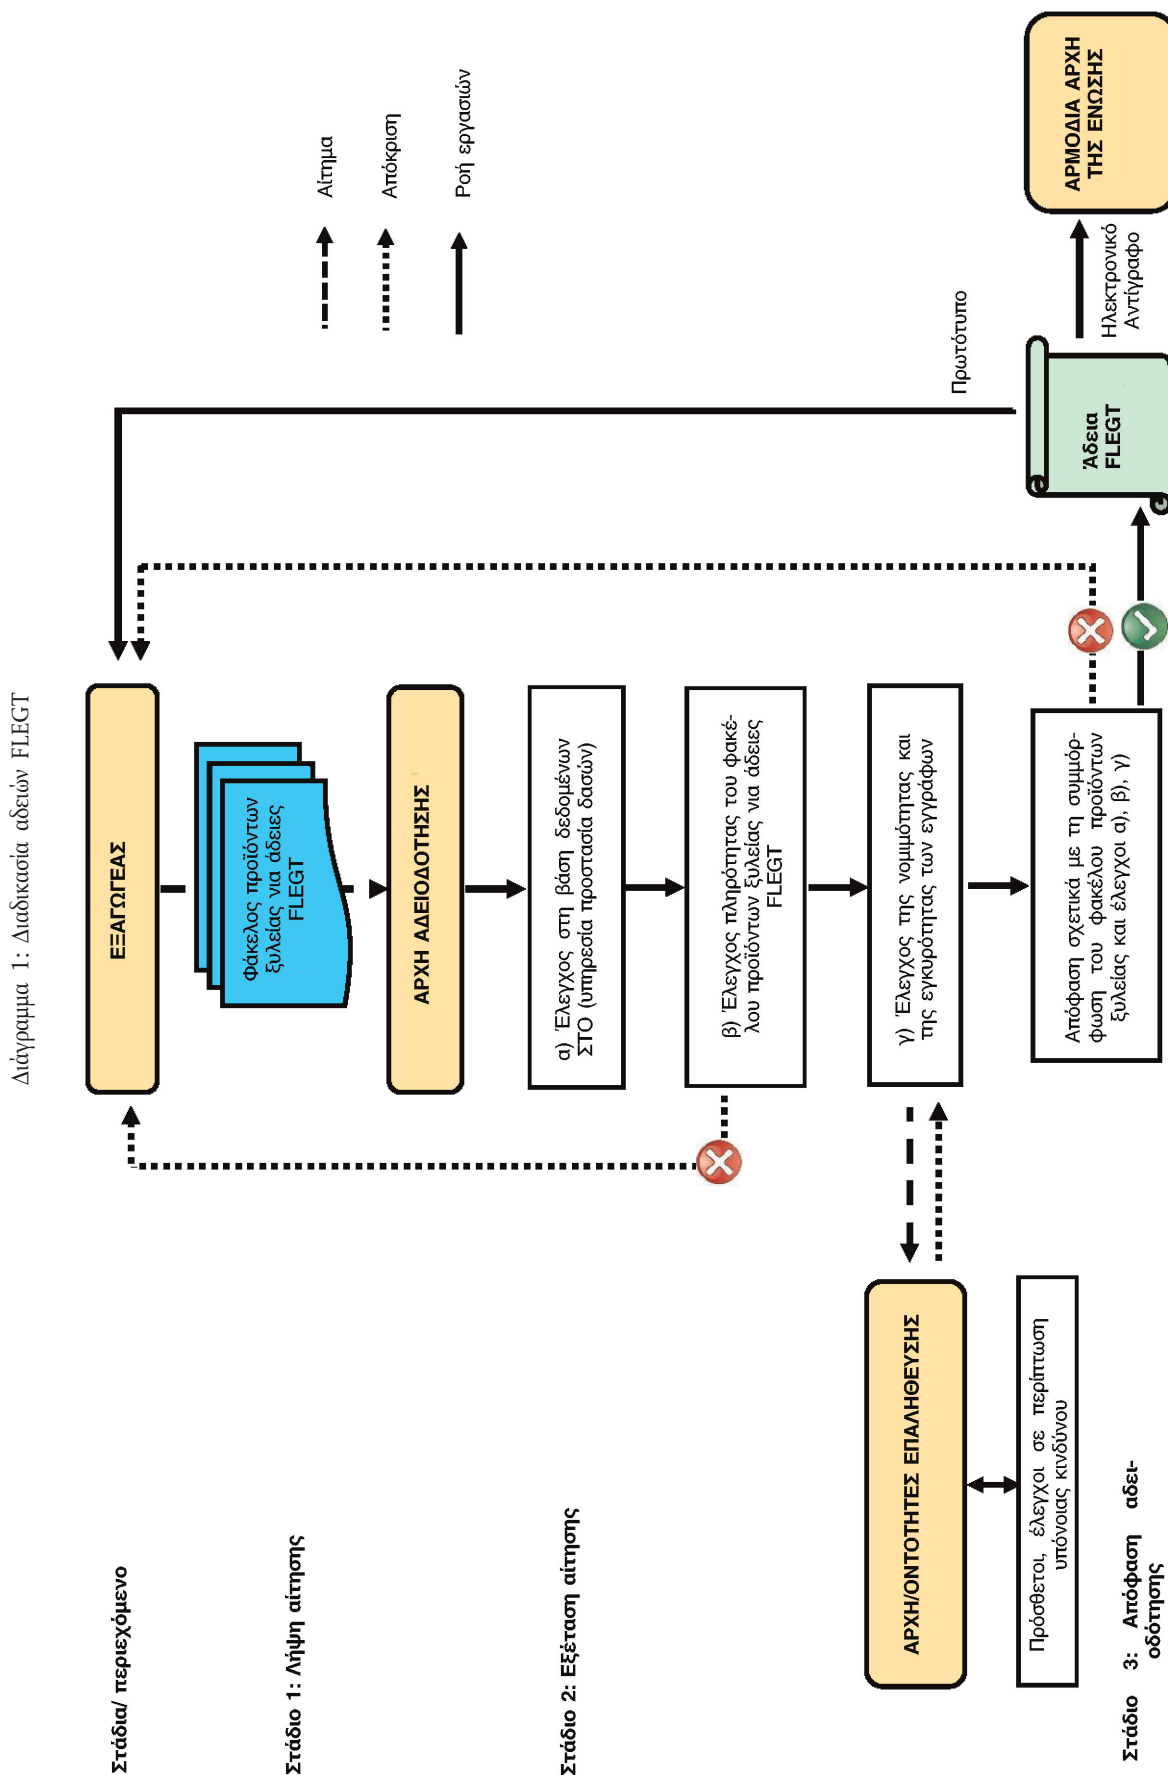 Διάγραμμα 1: Διαδικασία αδειών FLEGT
Στάδια/ περιεχόμενο
ΕΞΑΓΩΓΕΑΣ
Στάδιο 1: Λήψη αίτησης
Φάκελος προϊόντων
ξυλείας για άδειες
FLEGT
Αίτημα
Απόκριση
Ροή εργασιών
ΑΡΧΗ ΑΔΕΙΟΔΟΤΗΣΗΣ
Στάδιο 2: Εξέταση αίτησης
α) Έλεγχος στη βάση δεδομένων
ΣΤΟ (υπηρεσία προστασία δασών)
β) Έλεγχος πληρότητας του φακέ-
λου προϊόντων ξυλείας για άδειες
FLEGT
ΑΡΧΗ/ΟΝΤΟΤΗΤΕΣ ΕΠΑΛΗΘΕΥΣΗΣ
γ) Έλεγχος της νομιμότητας και
της εγκυρότητας των εγγράφων
Πρωτότυπο
Πρόσθετοι, έλεγχοι σε περίπτωση
υπόνοιας κινδύνου
Στάδιο 3: Απόφαση αδει-
οδότησης
Απόφαση σχετικά με τη συμμόρ-
φωση του φακέλου προϊόντων
ξυλείας και έλεγχοι α), β), γ)
Άδεια
FLEGT
Ηλεκτρονικό
Αντίγραφο
ΑΡΜΟΔΙΑ ΑΡΧΗ
ΤΗΣ ΕΝΩΣΗΣ